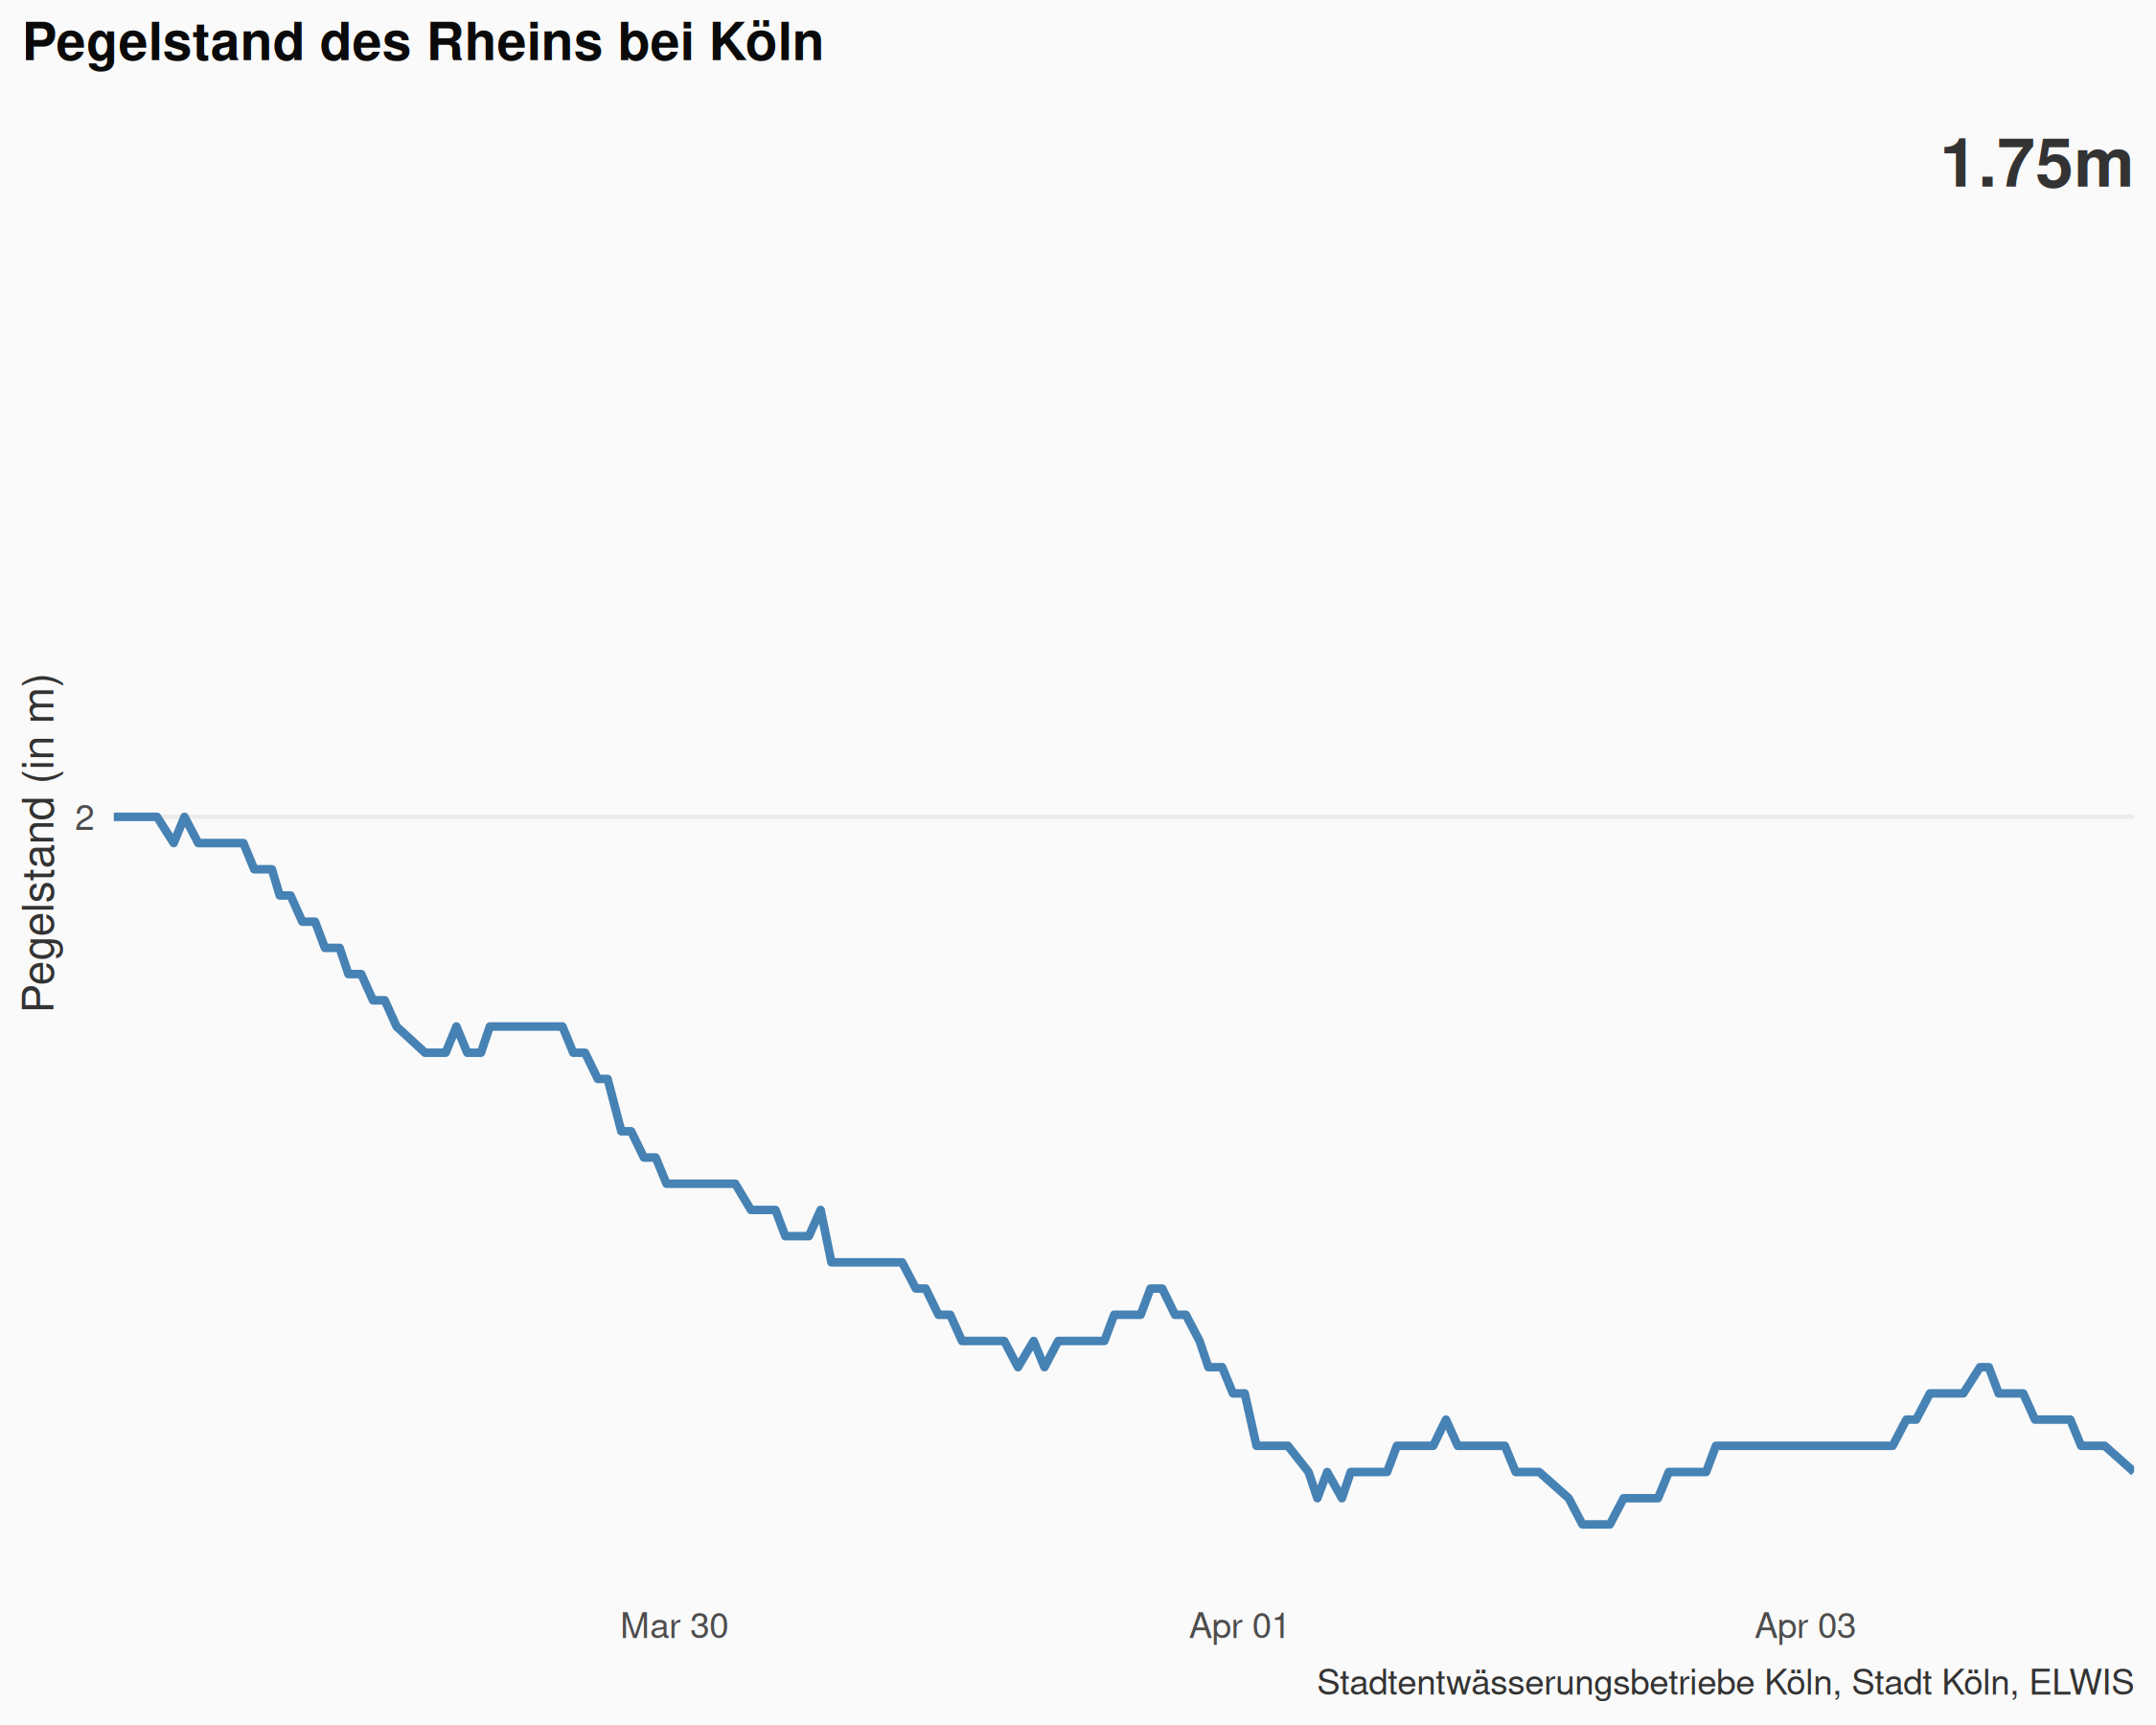 Pegelstand des Rheins bei Köln
1.75m
Pegelstand (in m)
2
Mar 30
Apr 01
Apr 03
Stadtentwässerungsbetriebe Köln, Stadt Köln, ELWIS